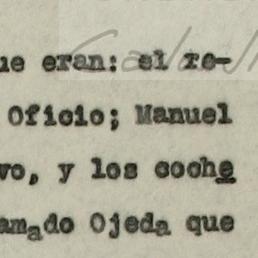 ue eran: el re-
Oficio; Manuel
vo, y los coche
amado Ojeda que